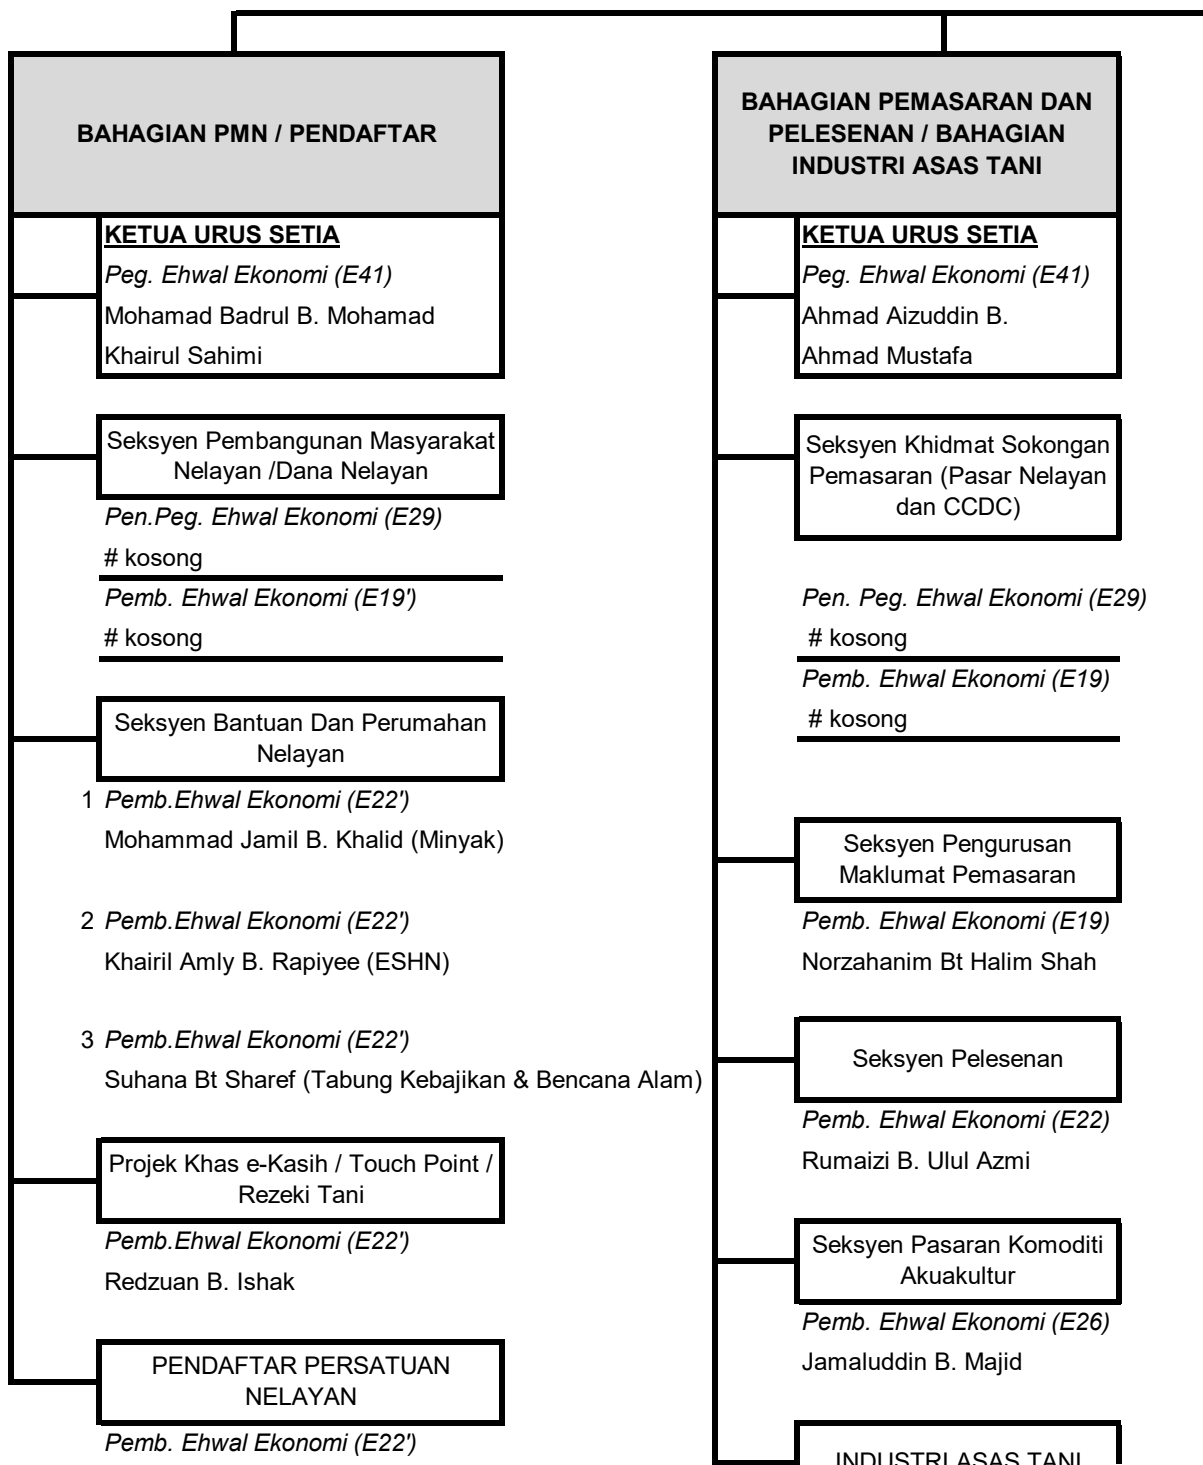 BAHAGIAN PMN / PENDAFTAR
KETUA URUS SETIA
Peg. Ehwal Ekonomi (E41)
Mohamad Badrul B. Mohamad
Khairul Sahimi
Seksyen Pembangunan Masyarakat
Nelayan /Dana Nelayan
Pen.Peg. Ehwal Ekonomi (E29)
# kosong
Pemb. Ehwal Ekonomi (E19')
# kosong
Seksyen Bantuan Dan Perumahan
Nelayan
1 Pemb.Ehwal Ekonomi (E22')
Mohammad Jamil B. Khalid (Minyak)
2 Pemb.Ehwal Ekonomi (E22')
Khairil Amly B. Rapiyee (ESHN)
3 Pemb.Ehwal Ekonomi (E22')
Suhana Bt Sharef (Tabung Kebajikan & Bencana Alam)
Projek Khas e-Kasih / Touch Point /
Rezeki Tani
Pemb.Ehwal Ekonomi (E22')
Redzuan B. Ishak
PENDAFTAR PERSATUAN
NELAYAN
Pemb. Ehwal Ekonomi (E22')
BAHAGIAN PEMASARAN DAN
PELESENAN / BAHAGIAN
INDUSTRI ASAS TANI
KETUA URUS SETIA
Peg. Ehwal Ekonomi (E41)
Ahmad Aizuddin B.
Ahmad Mustafa
Seksyen Khidmat Sokongan
Pemasaran (Pasar Nelayan
dan CCDC)
Pen. Peg. Ehwal Ekonomi (E29)
# kosong
Pemb. Ehwal Ekonomi (E19)
# kosong
Seksyen Pengurusan
Maklumat Pemasaran
Pemb. Ehwal Ekonomi (E19)
Norzahanim Bt Halim Shah
Seksyen Pelesenan
Pemb. Ehwal Ekonomi (E22)
Rumaizi B. Ulul Azmi
Seksyen Pasaran Komoditi
Akuakultur
Pemb. Ehwal Ekonomi (E26)
Jamaluddin B. Majid
INDUSTRI ASAS TANI